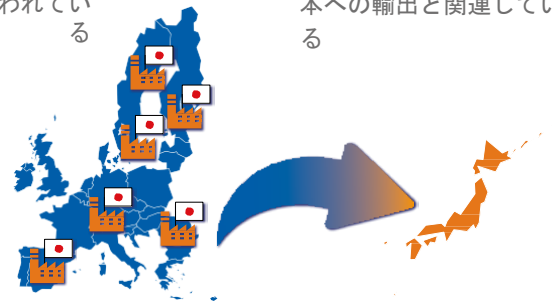 われてい
る
本への輸出と関連してい
る